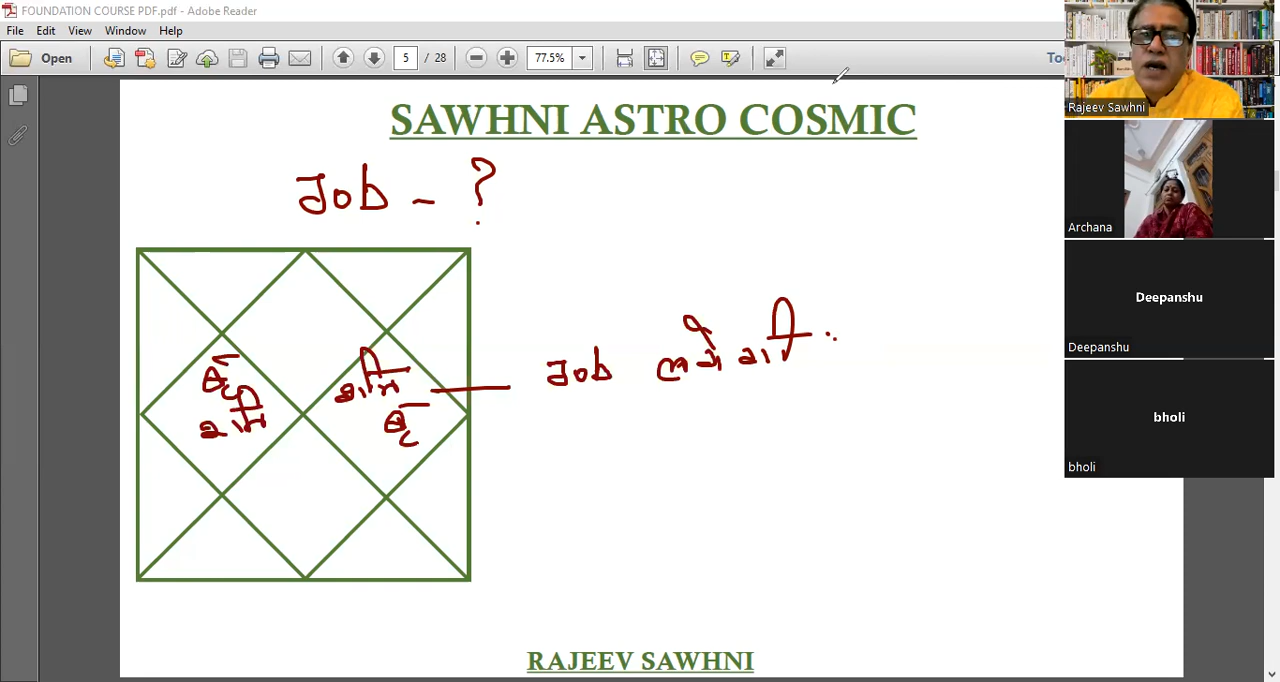 FOUNDATION COURSE PDF.pdf - Adobe Reader
File Edit View Window Help
Open 5 / 28 77.5%
SAWHNI ASTRO COSMIC
Job - ?
Job
RAJEEV SAWHNI
Rajeev Sawhni
Archana
Deepanshu
Deepanshu
bholi
bholi